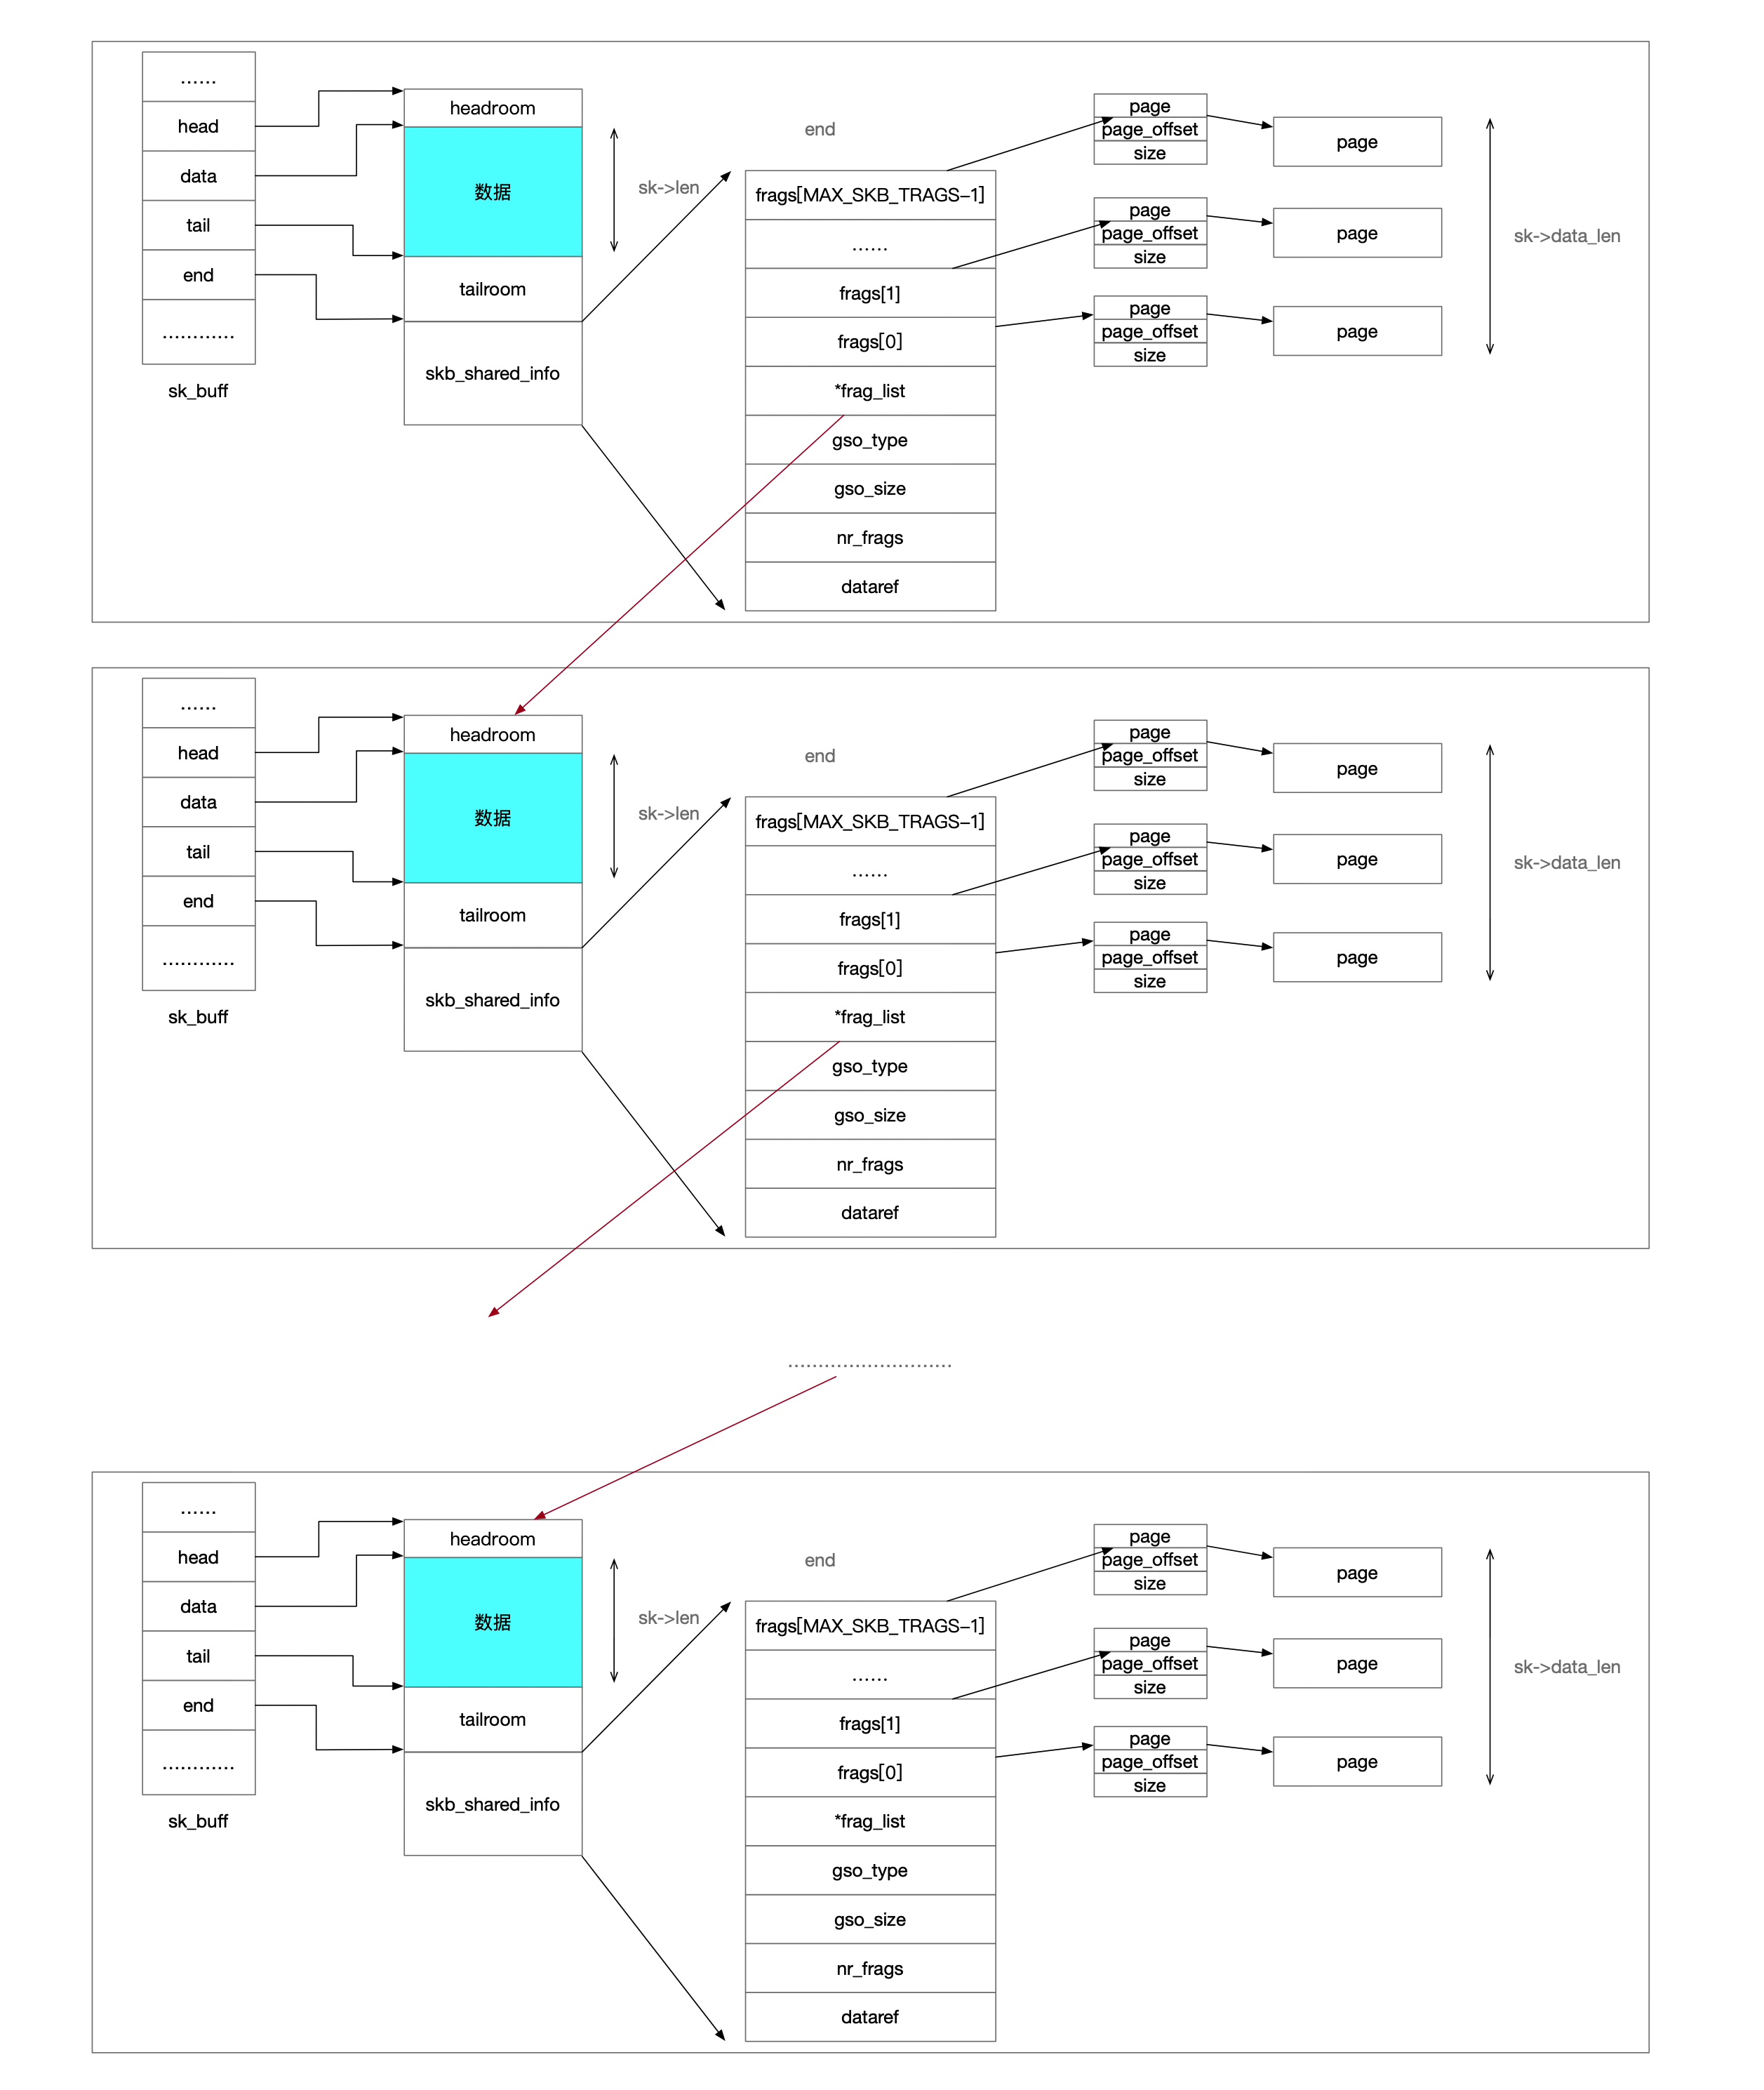 ......
head
data
tail
end
............
sk_buff
headroom
数据
tailroom
skb_shared_info
sk->len
end
frags[MAX_SKB_TRAGS-1]
......
frags[1]
frags[0]
*frag_list
gso_type
gso_size
nr_frags
dataref
page
page_offset
size
page
page
page_offset
size
page
page
page_offset
size
page
sk->data_len
......
head
data
tail
end
............
sk_buff
headroom
数据
tailroom
skb_shared_info
sk->len
end
frags[MAX_SKB_TRAGS-1]
......
frags[1]
frags[0]
*frag_list
gso_type
gso_size
nr_frags
dataref
page
page_offset
size
page
page
page_offset
size
page
page
page_offset
size
page
sk->data_len
...........................
......
head
data
tail
end
............
sk_buff
headroom
数据
tailroom
skb_shared_info
sk->len
end
frags[MAX_SKB_TRAGS-1]
......
frags[1]
frags[0]
*frag_list
gso_type
gso_size
nr_frags
dataref
page
page_offset
size
page
page
page_offset
size
page
page
page_offset
size
page
sk->data_len